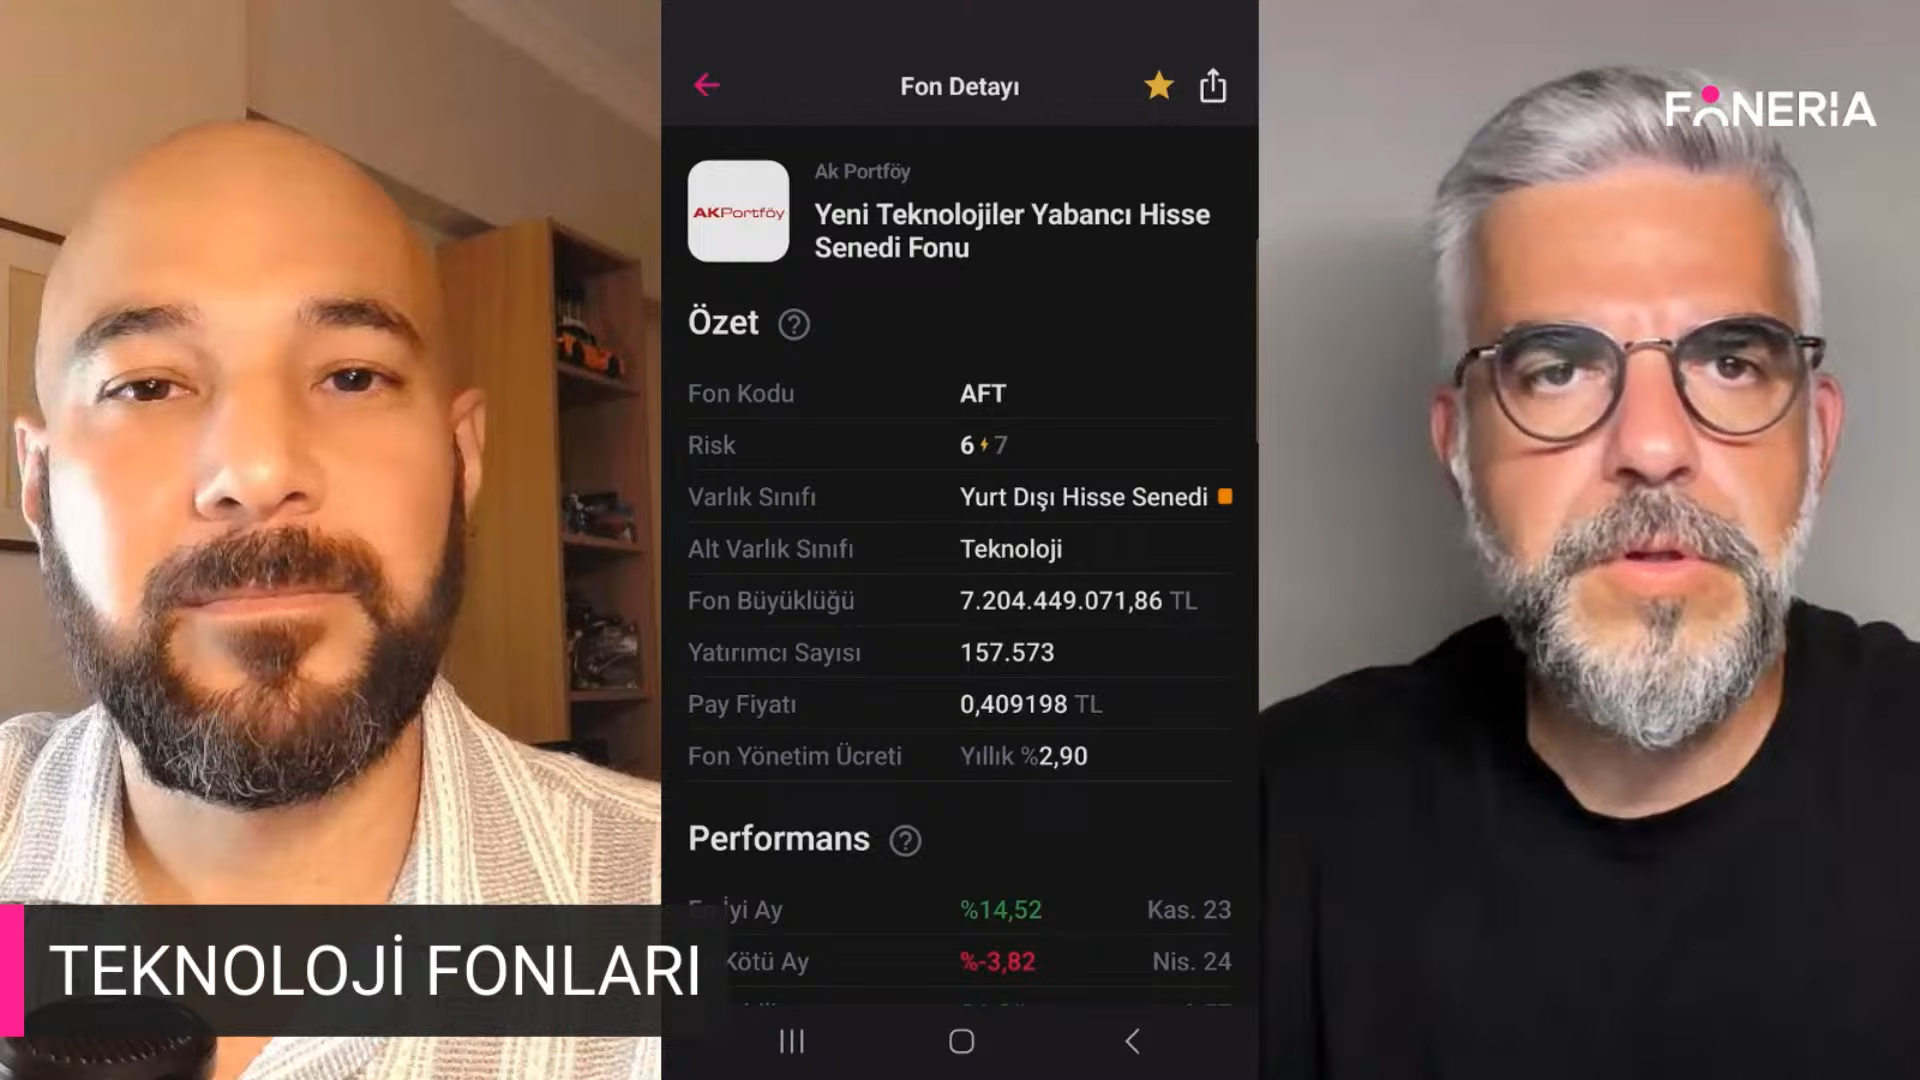 FONERIA
Fon Detayı
Ak Portföy
AKPortföy
Yeni Teknolojiler Yabancı Hisse
Senedi Fonu
Özet ?
Fon Kodu AFT
Risk 6 7
Varlık Sınıfı Yurt Dışı Hisse Senedi
Alt Varlık Sınıfı Teknoloji
Fon Büyüklüğü 7.204.449.071,86 TL
Yatırımcı Sayısı 157.573
Pay Fiyatı 0,409198 TL
Fon Yönetim Ücreti Yıllık %2,90
Performans ?
En İyi Ay %14,52 Kas. 23
Kötü Ay %-3,82 Nis. 24
TEKNOLOJİ FONLARI